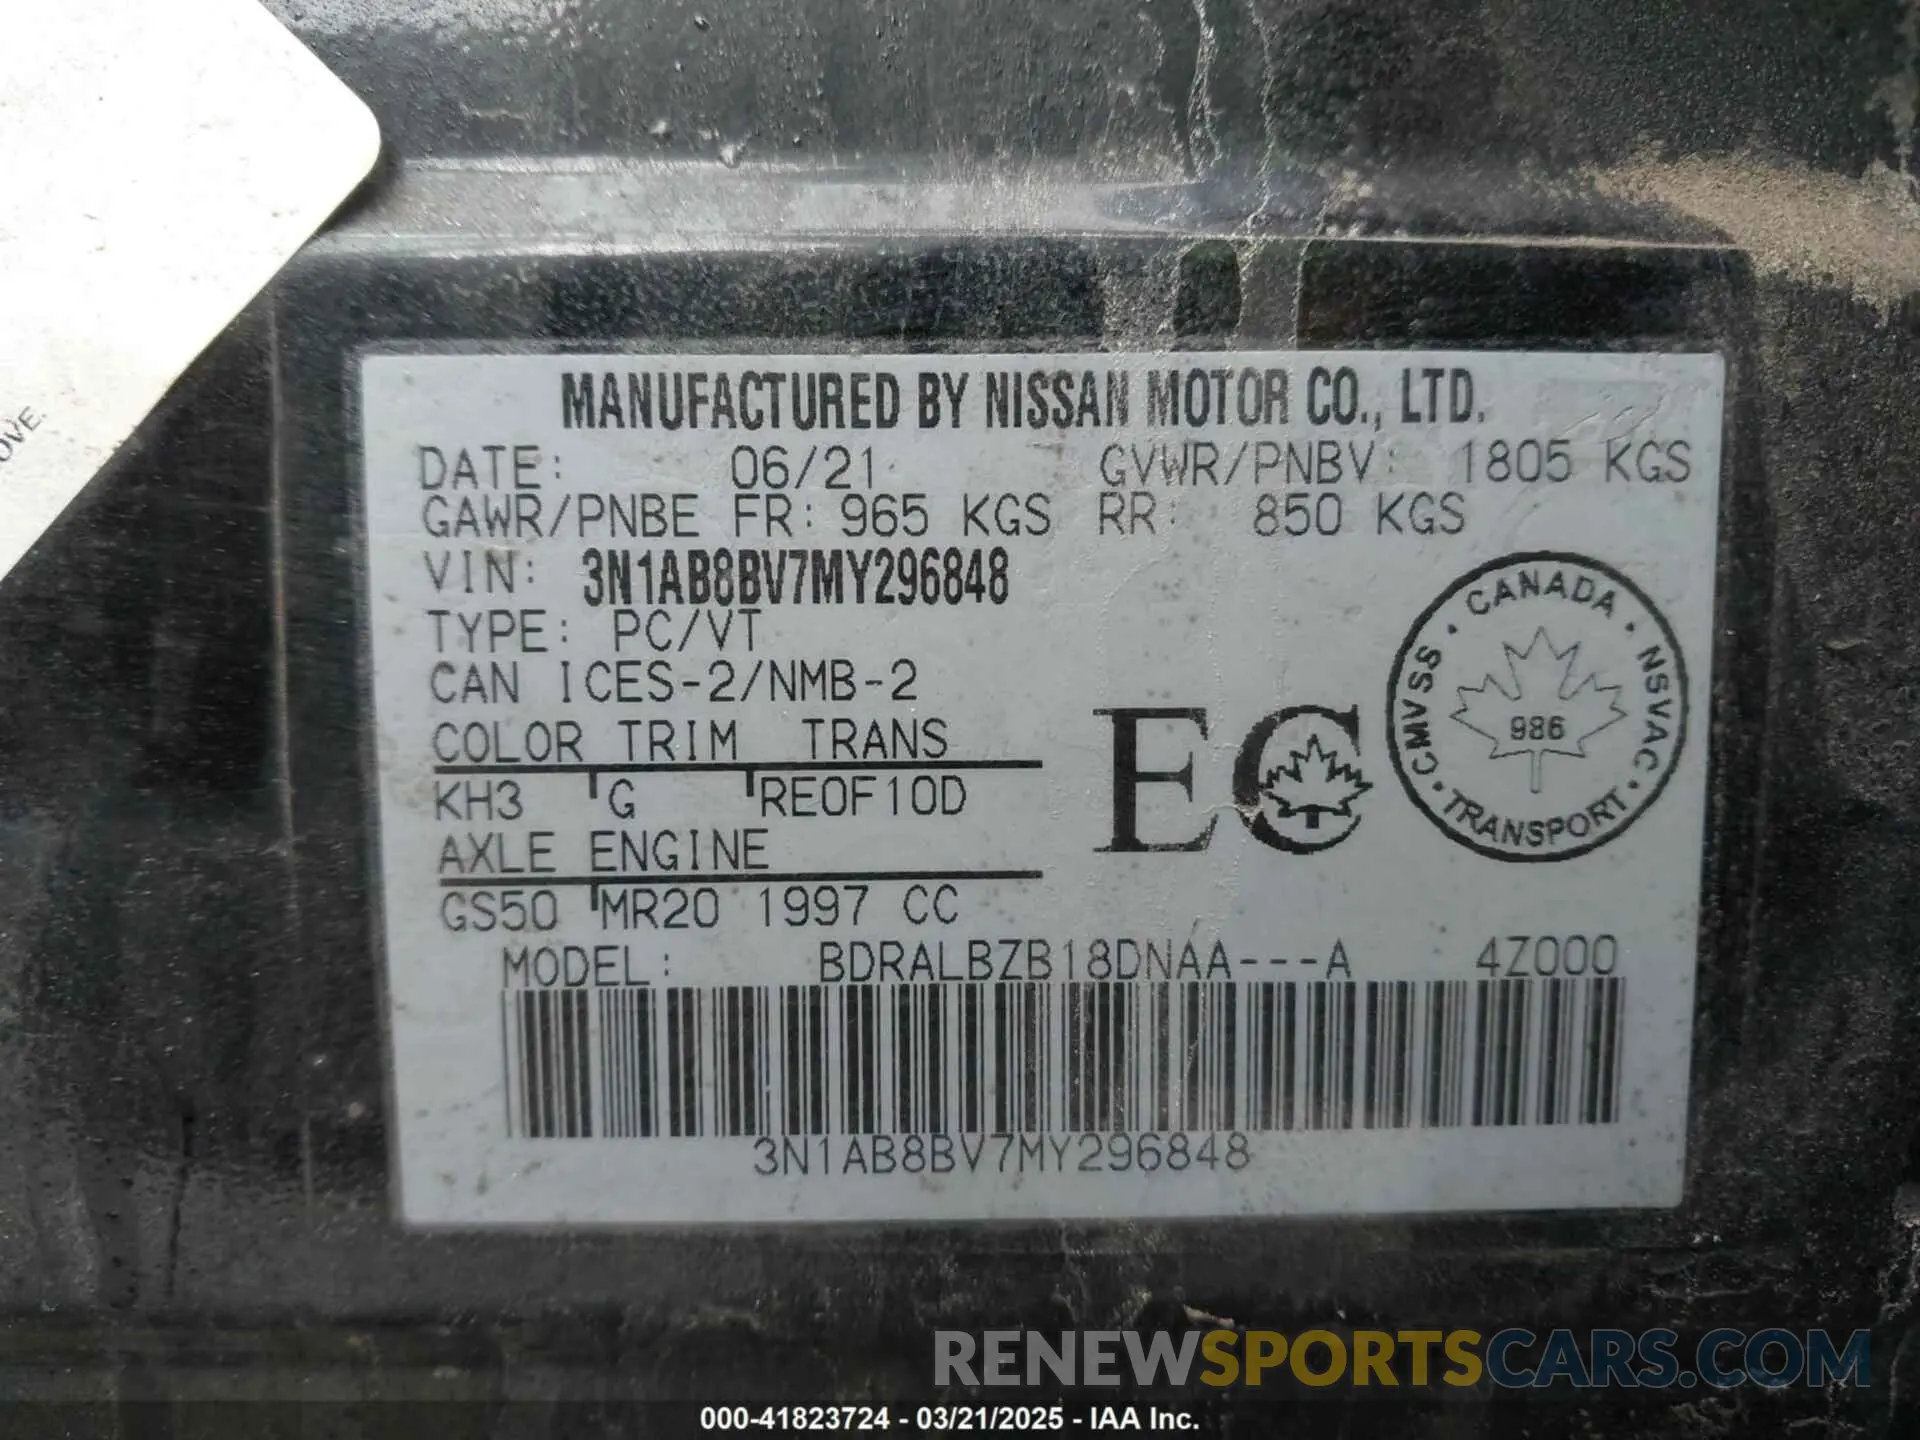 OVE.
MANUFACTURED BY NISSAN MOTOR CO., LTD.
DATE: 06/21 GVWR/PNBV: 1805 KGS
GAWR/PNBE FR: 965 KGS RR: 850 KGS
VIN: 3N1AB8BV7MY296848
TYPE: PC/VT
CAN ICES-2/NMB-2
COLOR TRIM TRANS
KH3 G RE0F10D
AXLE ENGINE
GS50 MR20 1997 CC
EC
CANADA · NSVAC · TRANSPORT · CMVSS ·
986
MODEL: BDRALBZB18DNAA---A 4Z000
3N1AB8BV7MY296848
RENEWSPORTSCARS.COM
000-41823724 - 03/21/2025 - IAA Inc.